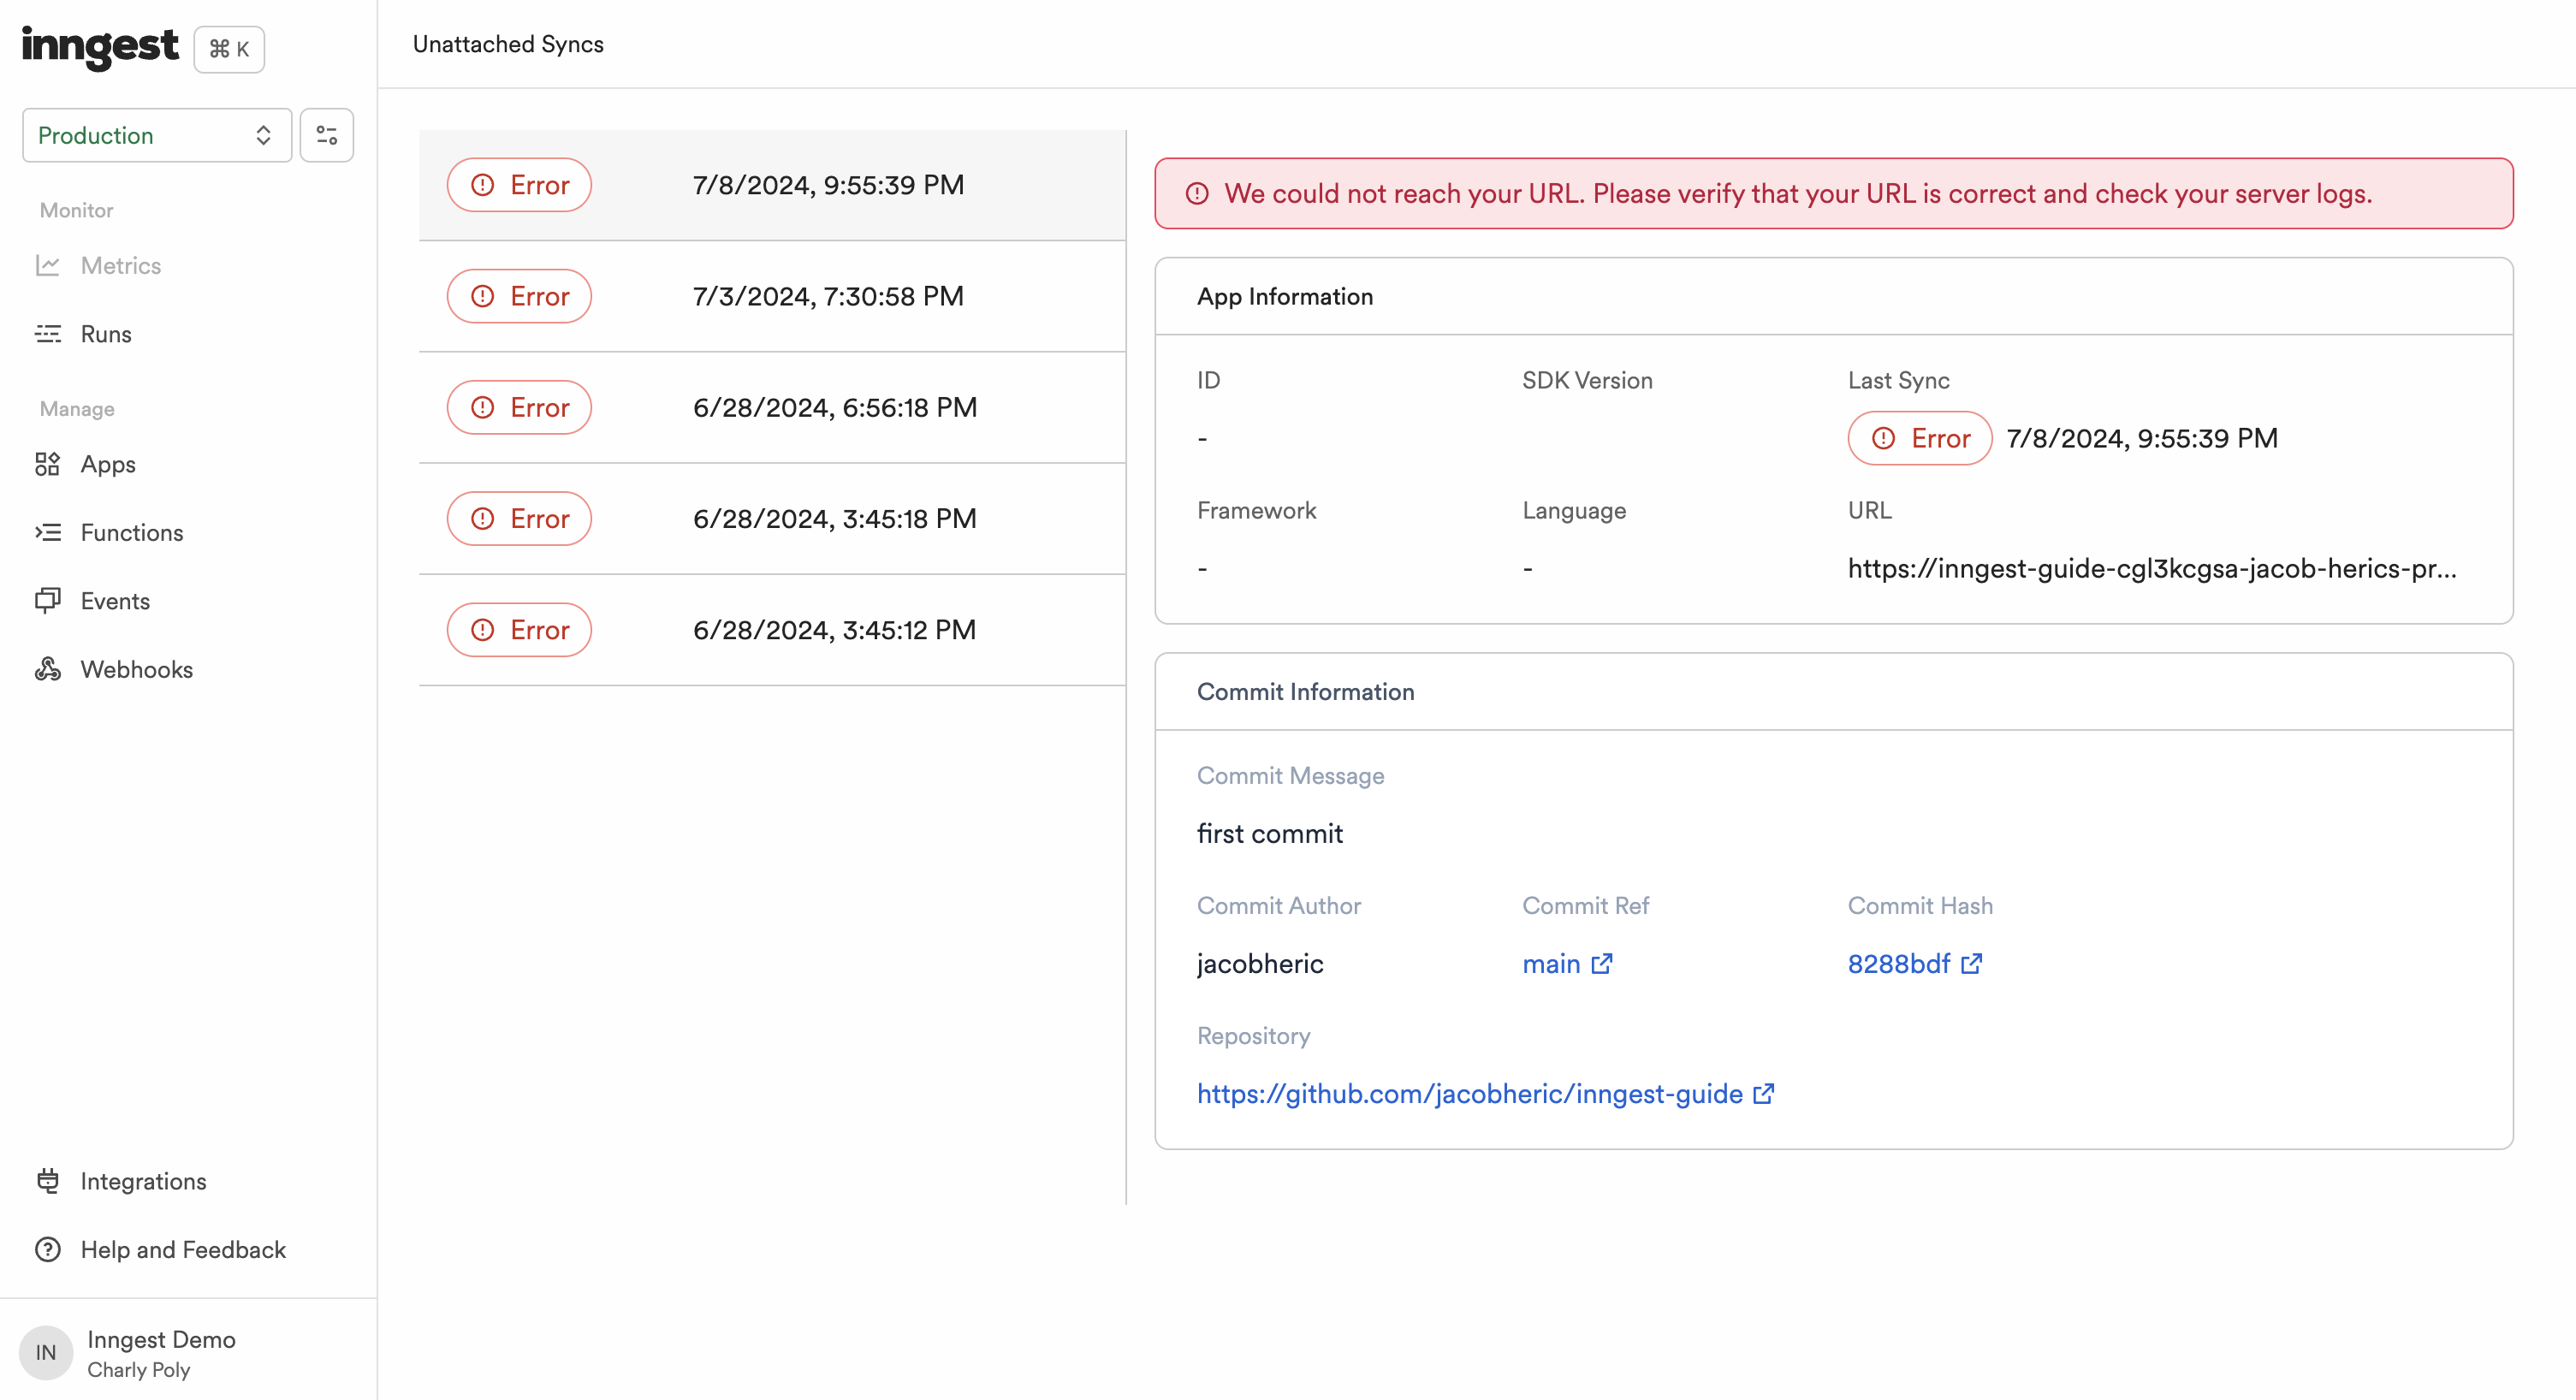 inngest ⌘ K
Production
Monitor
Metrics
Runs
Manage
Apps
Functions
Events
Webhooks
Integrations
Help and Feedback
IN
Inngest Demo
Charly Poly
Unattached Syncs
Error 7/8/2024, 9:55:39 PM
Error 7/3/2024, 7:30:58 PM
Error 6/28/2024, 6:56:18 PM
Error 6/28/2024, 3:45:18 PM
Error 6/28/2024, 3:45:12 PM
We could not reach your URL. Please verify that your URL is correct and check your server logs.
App Information
ID SDK Version Last Sync
- Error 7/8/2024, 9:55:39 PM
Framework Language URL
- - https://inngest-guide-cgl3kcgsa-jacob-herics-pr...
Commit Information
Commit Message
first commit
Commit Author Commit Ref Commit Hash
jacobheric main 8288bdf
Repository
https://github.com/jacobheric/inngest-guide